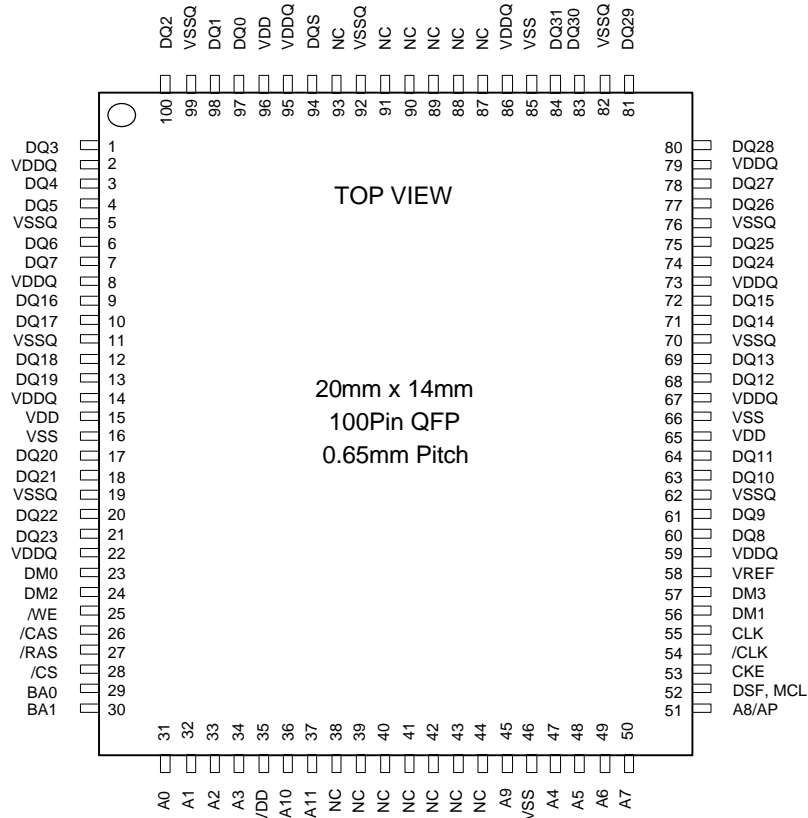 DQ2 VSSQ DQ1 DQ0 VDD VDDQ DQS NC VSSQ NC NC NC NC NC VDDQ VSS DQ31 DQ30 VSSQ DQ29
100 99 98 97 96 95 94 93 92 91 90 89 88 87 86 85 84 83 82 81
DQ3 1 80 DQ28
VDDQ 2 79 VDDQ
DQ4 3 78 DQ27
TOP VIEW
DQ5 4 77 DQ26
VSSQ 5 76 VSSQ
DQ6 6 75 DQ25
DQ7 7 74 DQ24
VDDQ 8 73 VDDQ
DQ16 9 72 DQ15
DQ17 10 71 DQ14
VSSQ 11 70 VSSQ
DQ18 12 69 DQ13
DQ19 13 68 DQ12
20mm x 14mm
VDDQ 14 67 VDDQ
VDD 15 66 VSS
100Pin QFP
VSS 16 65 VDD
DQ20 17 64 DQ11
0.65mm Pitch
DQ21 18 63 DQ10
VSSQ 19 62 VSSQ
DQ22 20 61 DQ9
DQ23 21 60 DQ8
VDDQ 22 59 VDDQ
DM0 23 58 VREF
DM2 24 57 DM3
/WE 25 56 DM1
/CAS 26 55 CLK
/RAS 27 54 /CLK
/CS 28 53 CKE
BA0 29 52 DSF, MCL
BA1 30 51 A8/AP
31 32 33 34 35 36 37 38 39 40 41 42 43 44 45 46 47 48 49 50
A0 A1 A2 A3 VDD A10 A11 NC NC NC NC NC NC NC A9 VSS A4 A5 A6 A7